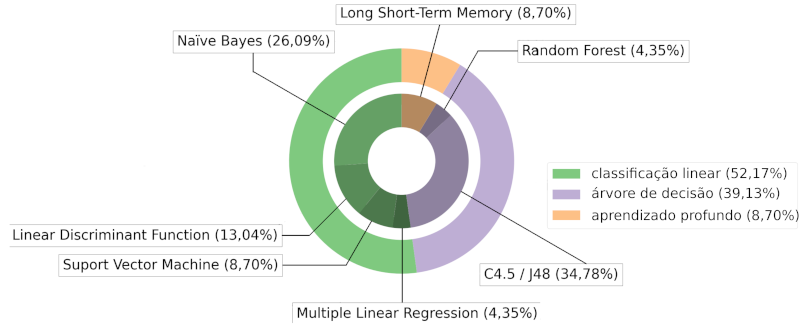 Long Short-Term Memory (8,70%)
Naïve Bayes (26,09%)
Random Forest (4,35%)
classificação linear (52,17%)
árvore de decisão (39,13%)
aprendizado profundo (8,70%)
Linear Discriminant Function (13,04%)
Suport Vector Machine (8,70%)
C4.5 / J48 (34,78%)
Multiple Linear Regression (4,35%)